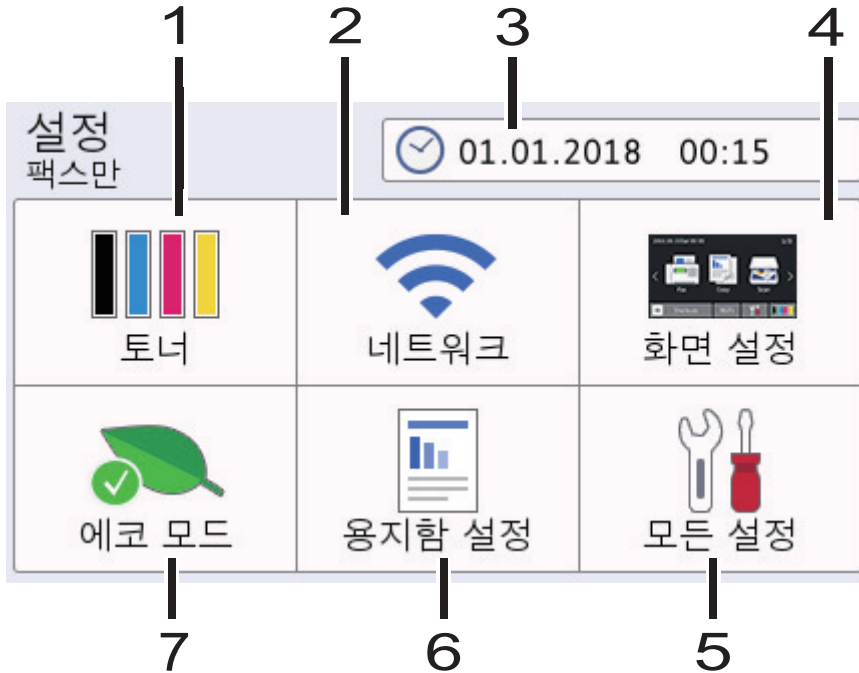 1 2 3 4
설정
팩스만
01.01.2018 00:15
토너 네트워크 화면 설정
에코 모드 용지함 설정 모든 설정
7 6 5